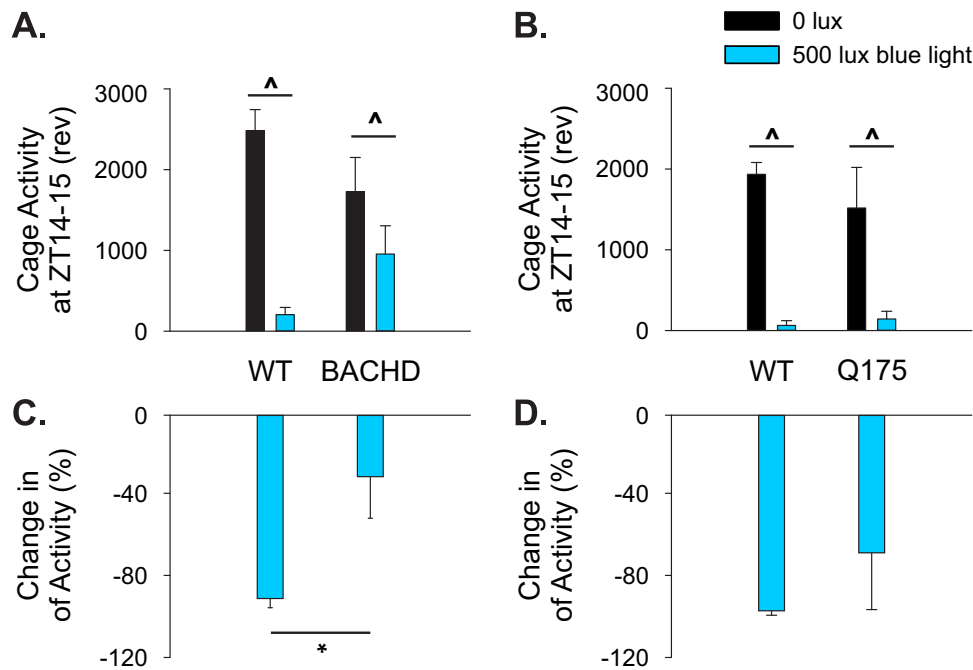 A.
B.
0 lux
500 lux blue light
Cage Activity
at ZT14-15 (rev)
3000
2000
1000
0
^
^
WT
BACHD
Cage Activity
at ZT14-15 (rev)
3000
2000
1000
0
^
^
WT
Q175
C.
Change in
of Activity (%)
0
-40
-80
-120
*
D.
Change in
of Activity (%)
0
-40
-80
-120